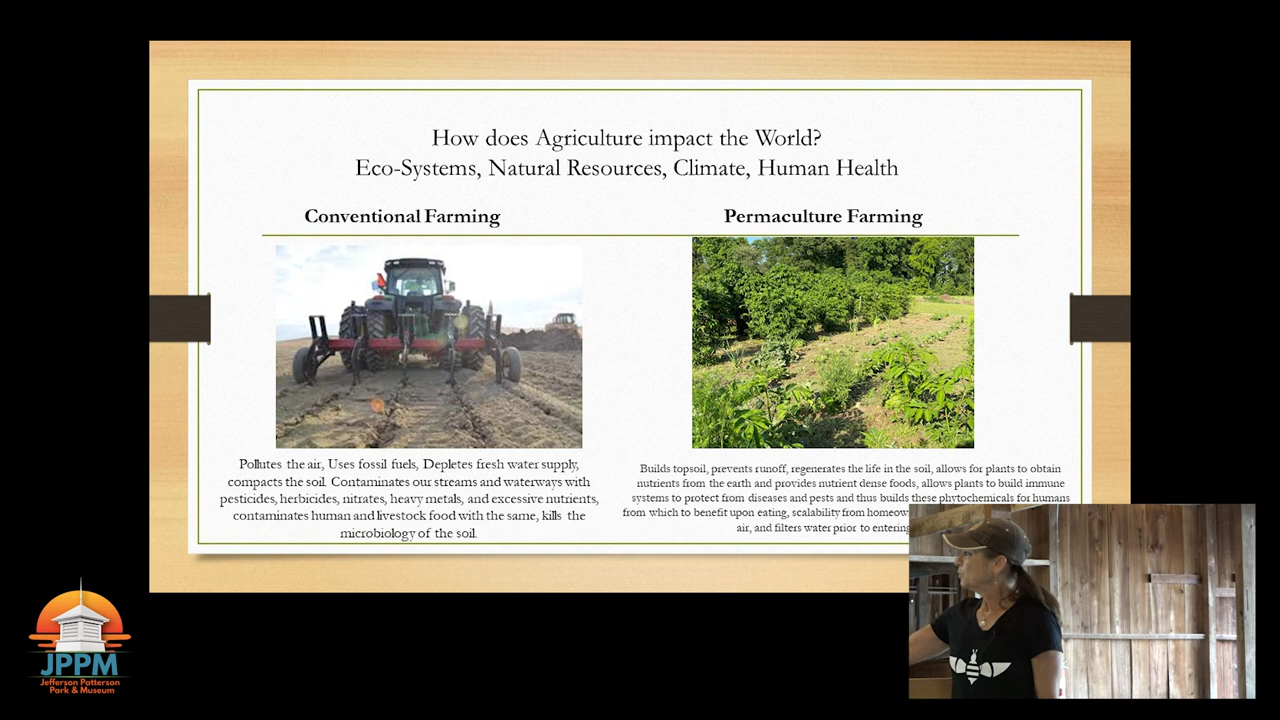 How does Agriculture impact the World?
Eco-Systems, Natural Resources, Climate, Human Health
Conventional Farming
Permaculture Farming
Pollutes the air, Uses fossil fuels, Depletes fresh water supply,
compacts the soil. Contaminates our streams and waterways with
pesticides, herbicides, nitrates, heavy metals, and excessive nutrients,
contaminates human and livestock food with the same, kills the
microbiology of the soil.
Builds topsoil, prevents runoff, regenerates the life in the soil, allows for plants to obtain
nutrients from the earth and provides nutrient dense foods, allows plants to build immune
systems to protect from diseases and pests and thus builds these phytochemicals for humans
from which to benefit upon eating, scalability from
air, and filters water prior to entering
JPPM
Jefferson Patterson
Park & Museum